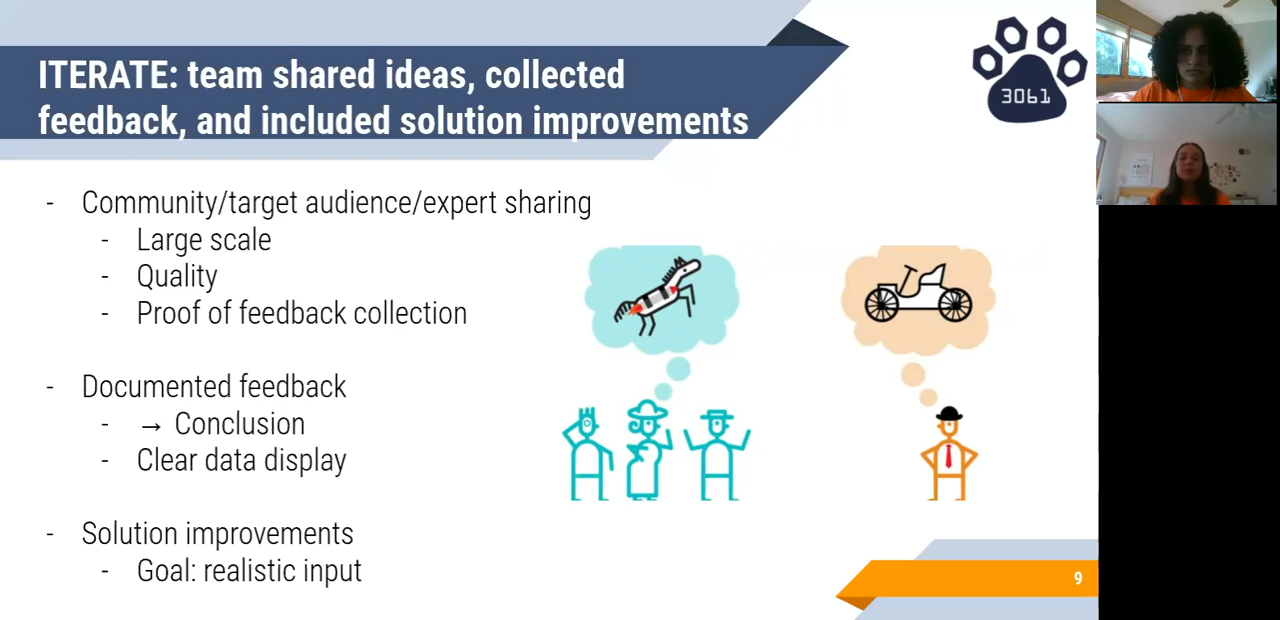 ITERATE: team shared ideas, collected
feedback, and included solution improvements
3061
- Community/target audience/expert sharing
- Large scale
- Quality
- Proof of feedback collection
- Documented feedback
- → Conclusion
- Clear data display
- Solution improvements
- Goal: realistic input
9